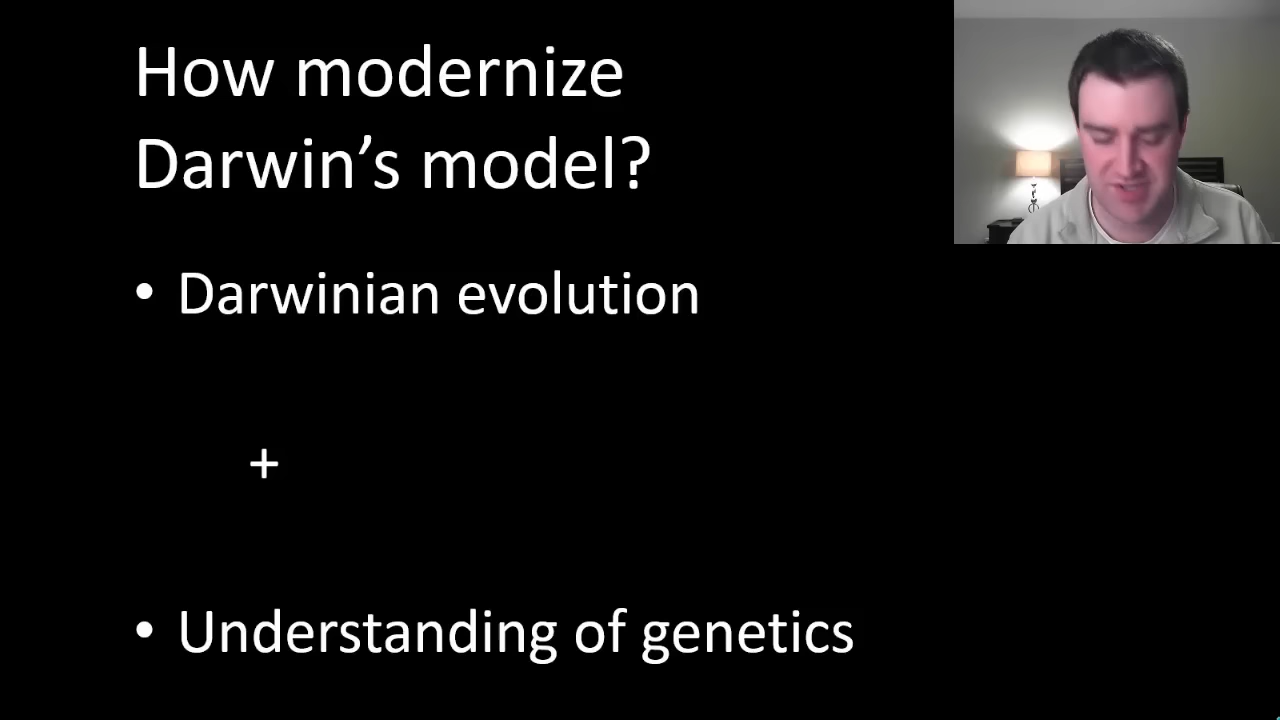 How modernize
Darwin’s model?
• Darwinian evolution
+
• Understanding of genetics